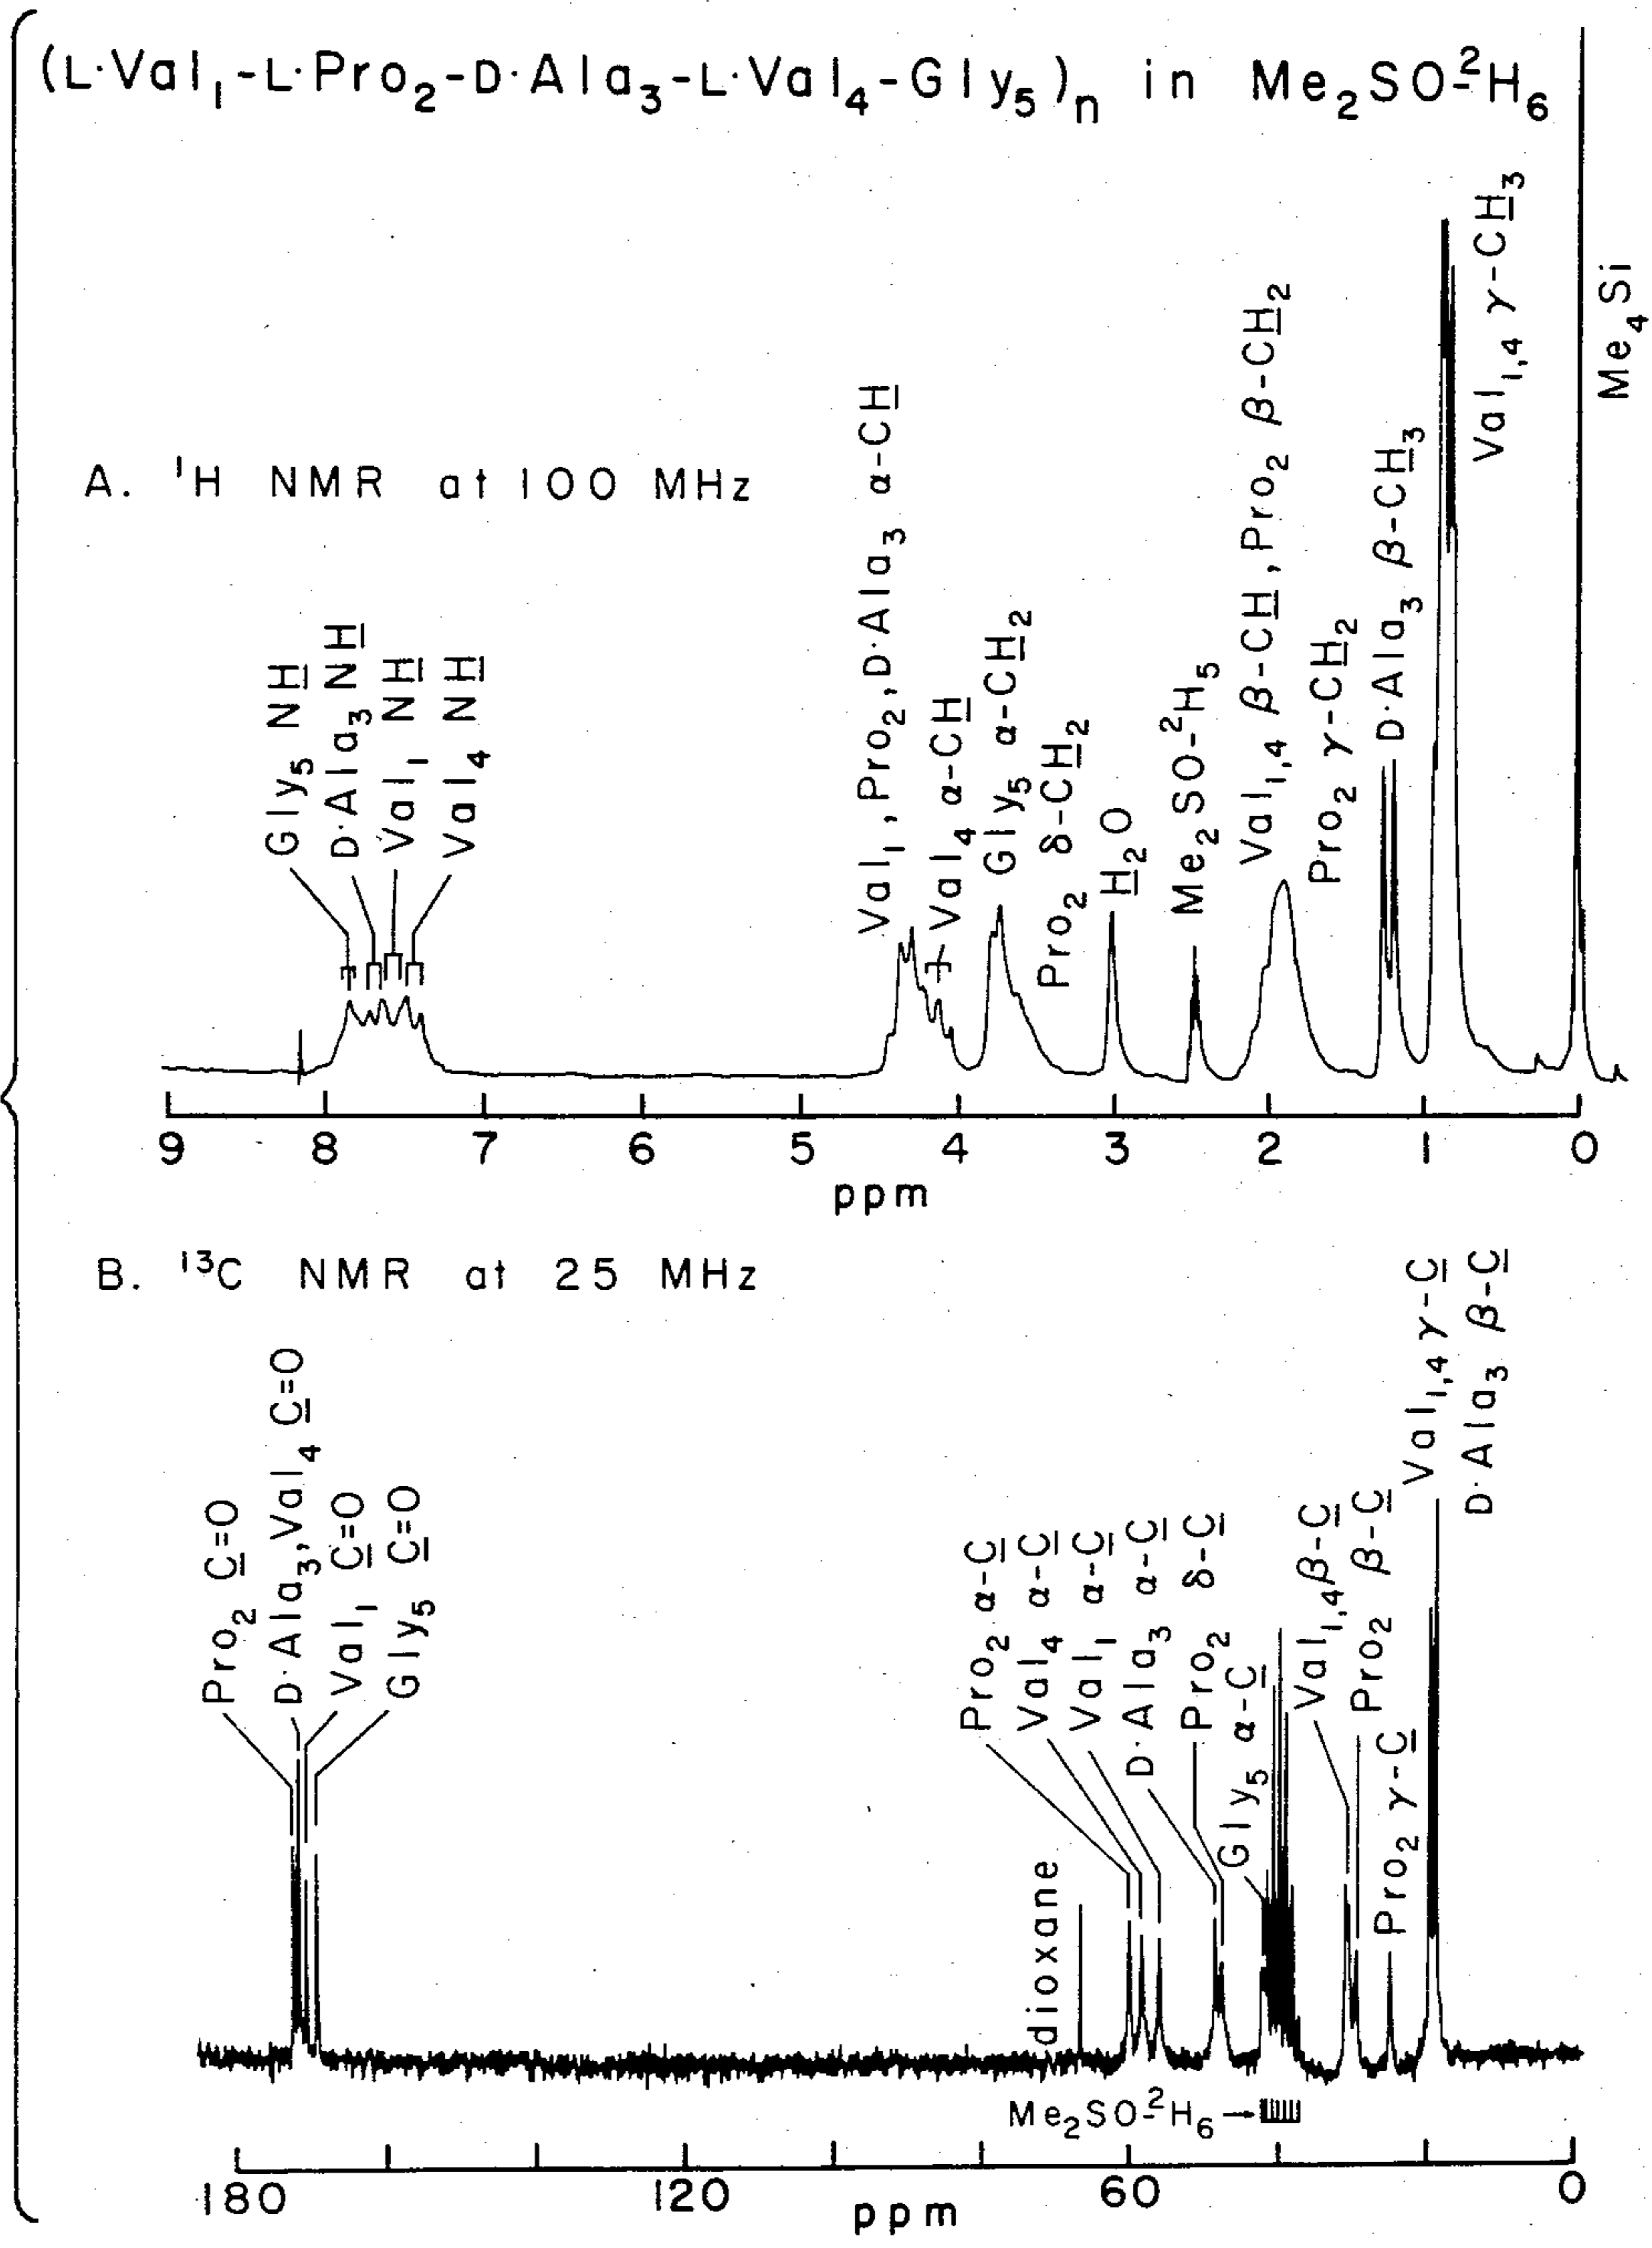 (L·Val₁-L·Pro₂-D·Ala₃-L·Val₄-Gly₅)ₙ in Me₂SO-²H₆
A. ¹H NMR at 100 MHz
Gly₅ NH
D·Ala₃ NH
Val₁ NH
Val₄ NH
Val₁,Pro₂,D·Ala₃ α-CH
Val₄ α-CH
Gly₅ α-CH₂
Pro₂ δ-CH₂
H₂O
Me₂SO-²H₅
Val₁,₄ β-CH,Pro₂ β-CH₂
Pro₂ γ-CH₂
D·Ala₃ β-CH₃
Val₁,₄ γ-CH₃
Me₄Si
9 8 7 6 5 4 3 2 1 0
ppm
B. ¹³C NMR at 25 MHz
Pro₂ C=O
D·Ala₃,Val₄ C=O
Val₁ C=O
Gly₅ C=O
dioxane
Pro₂ α-C
Val₄ α-C
Val₁ α-C
D·Ala₃ α-C
Pro₂ δ-C
Gly₅ α-C
Val₁,₄β-C
Pro₂ β-C
Pro₂ γ-C
Val₁,₄ γ-C
D·Ala₃ β-C
Me₂SO-²H₆
180 120 60 0
ppm